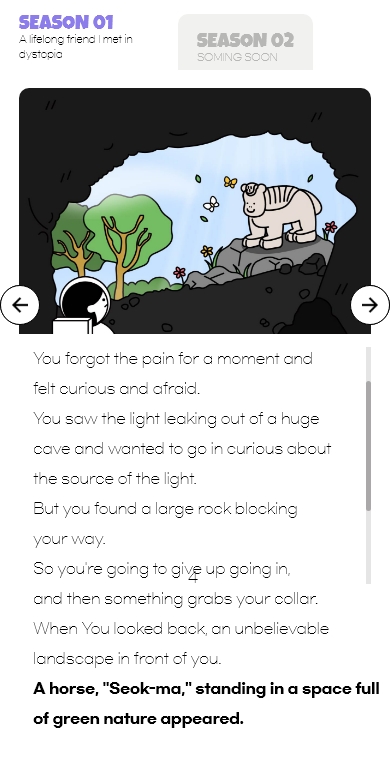 SEASON 01
A lifelong friend I met in
dystopia
SEASON 02
SOMING SOON
You forgot the pain for a moment and
felt curious and afraid.
You saw the light leaking out of a huge
cave and wanted to go in curious about
the source of the light.
But you found a large rock blocking
your way.
So you're going to give up going in,
4
and then something grabs your collar.
When You looked back, an unbelievable
landscape in front of you.
A horse, "Seok-ma," standing in a space full
of green nature appeared.